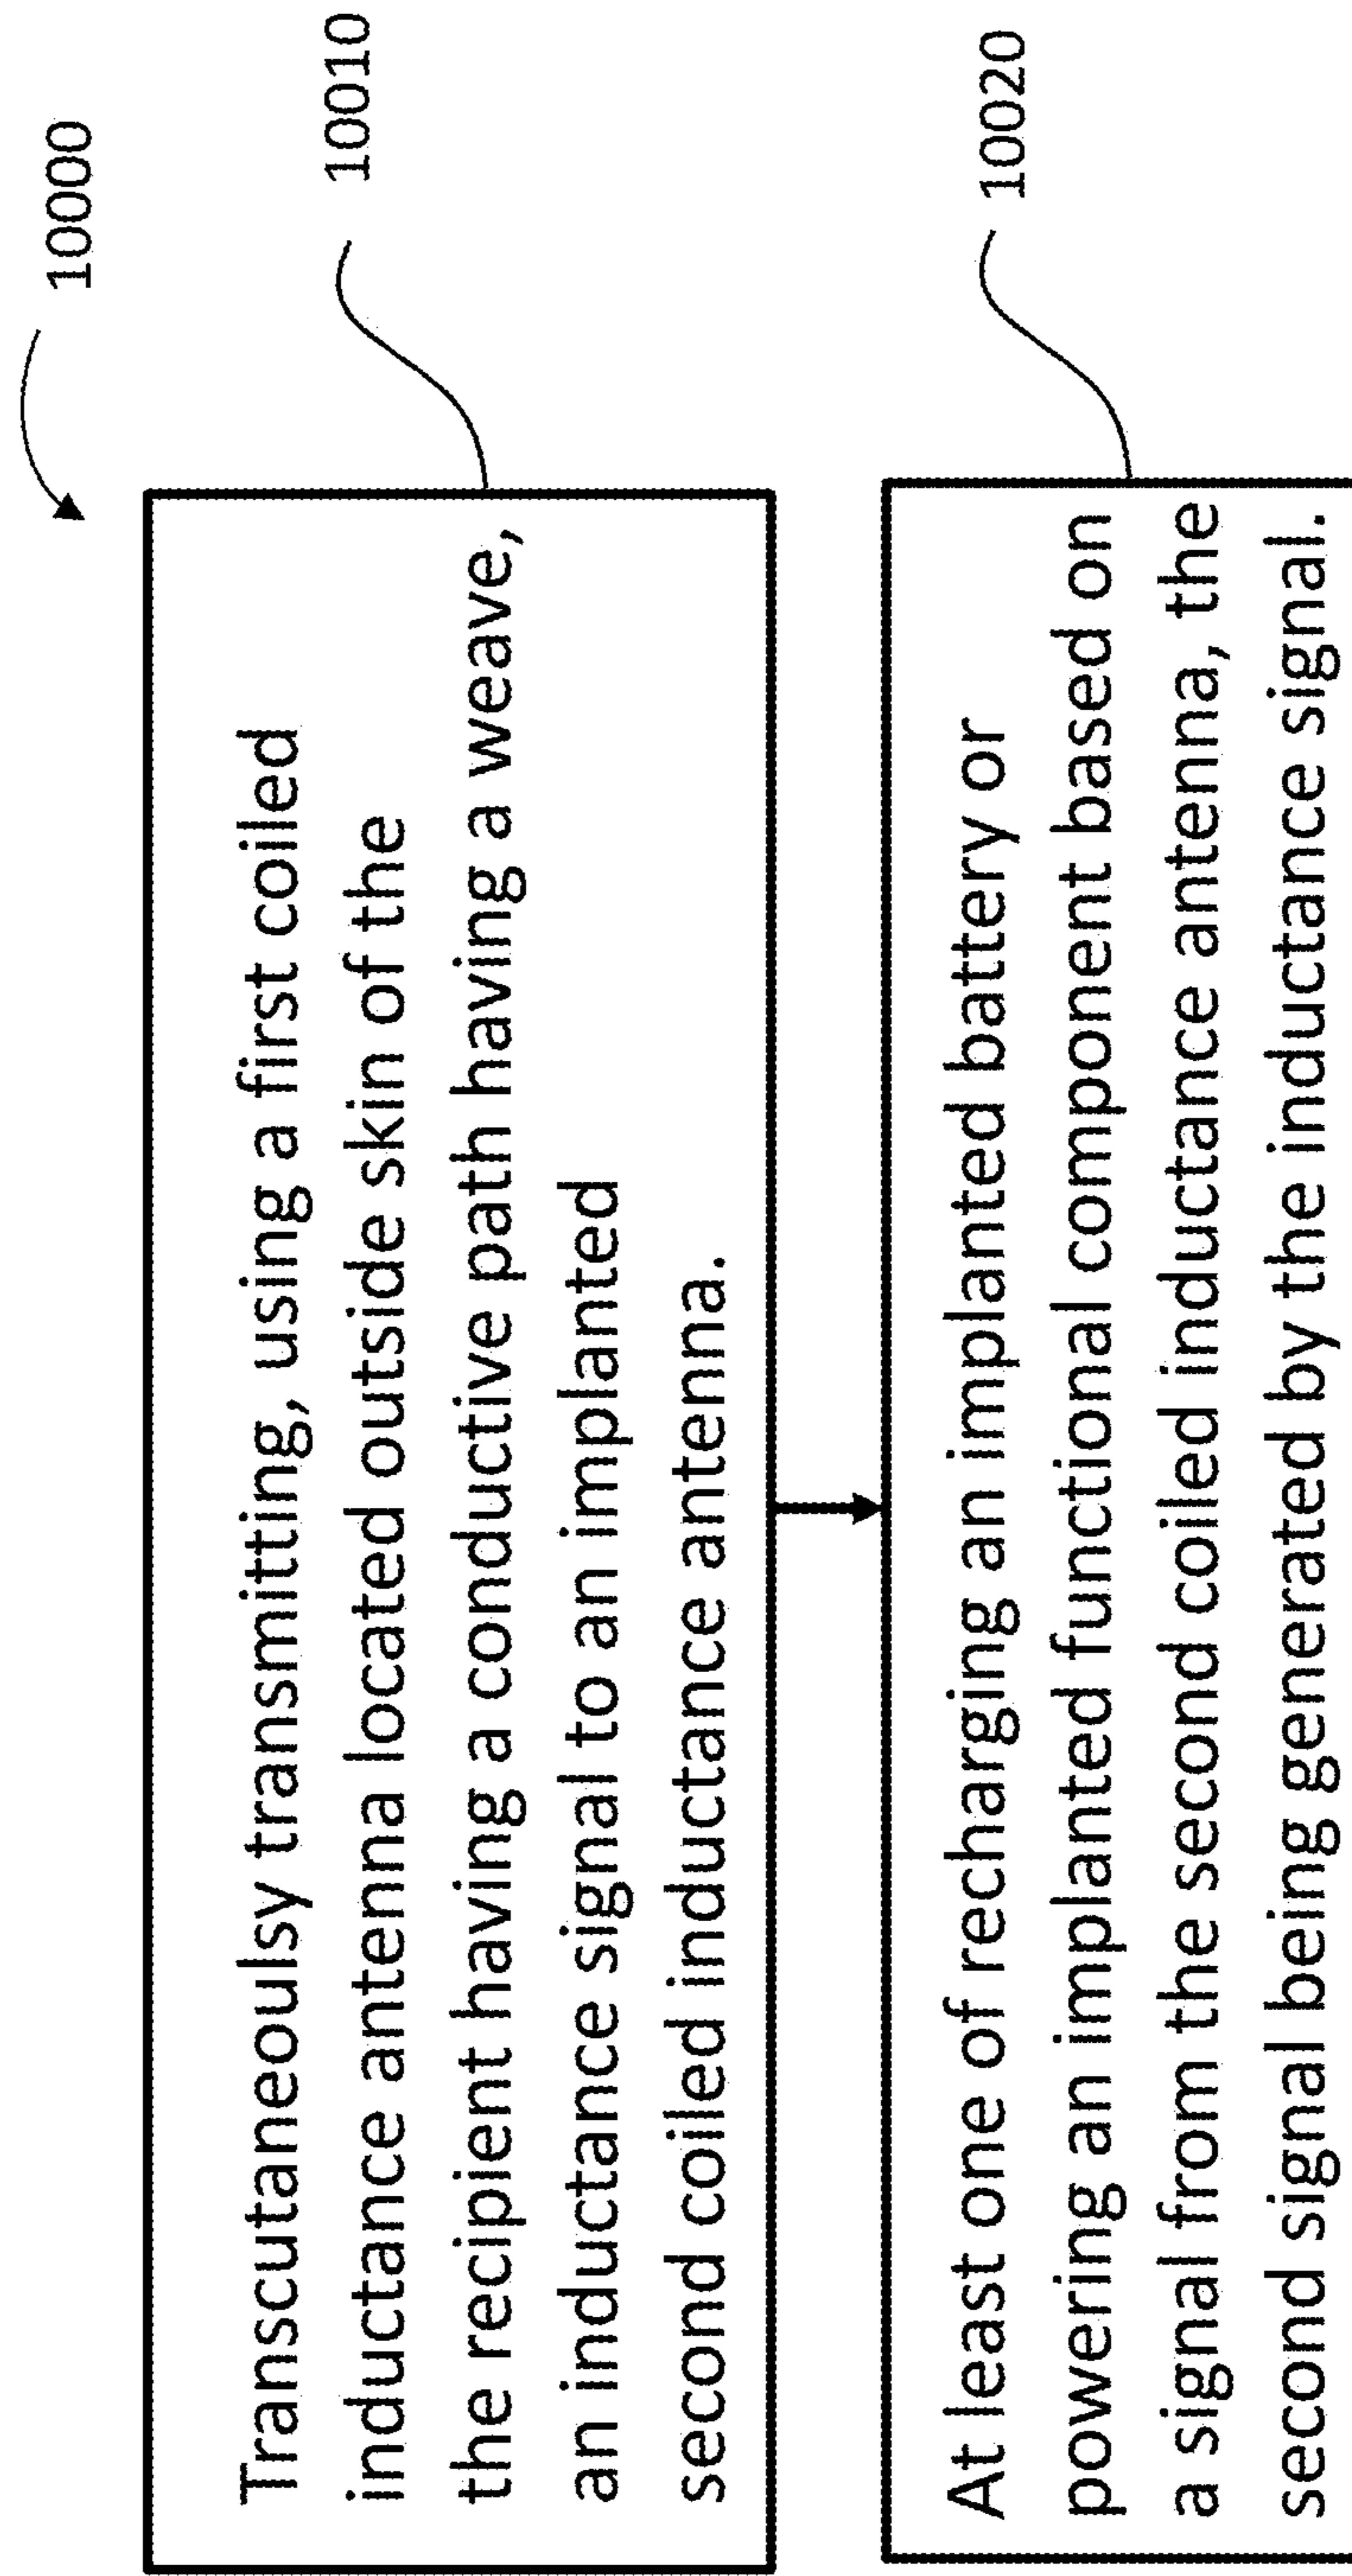 10000
10010
Transcutaneoulsy transmitting, using a first coiled
inductance antenna located outside skin of the
the recipient having a conductive path having a weave,
an inductance signal to an implanted
second coiled inductance antenna.
10020
At least one of recharging an implanted battery or
powering an implanted functional component based on
a signal from the second coiled inductance antenna, the
second signal being generated by the inductance signal.